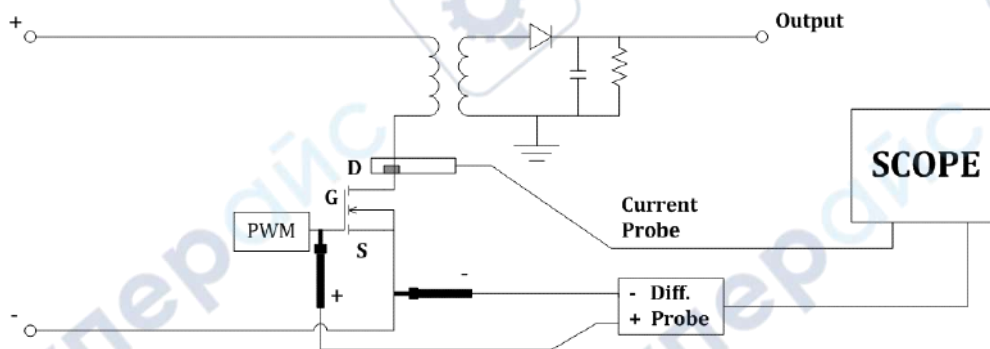 +
Output
D
G
PWM
S
Current
Probe
SCOPE
+
-
- Diff.
+ Probe
-